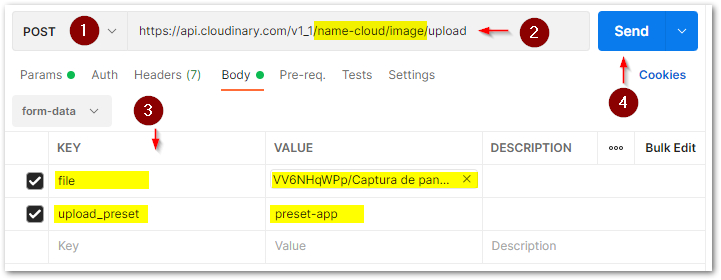 POST 1 https://api.cloudinary.com/v1_1/name-cloud/image/upload 2 Send
Params Auth Headers (7) Body Pre-req. Tests Settings Cookies
4
form-data 3
KEY VALUE DESCRIPTION ooo Bulk Edit
file VV6NHqWPp/Captura de pan... ×
upload_preset preset-app
Key Value Description